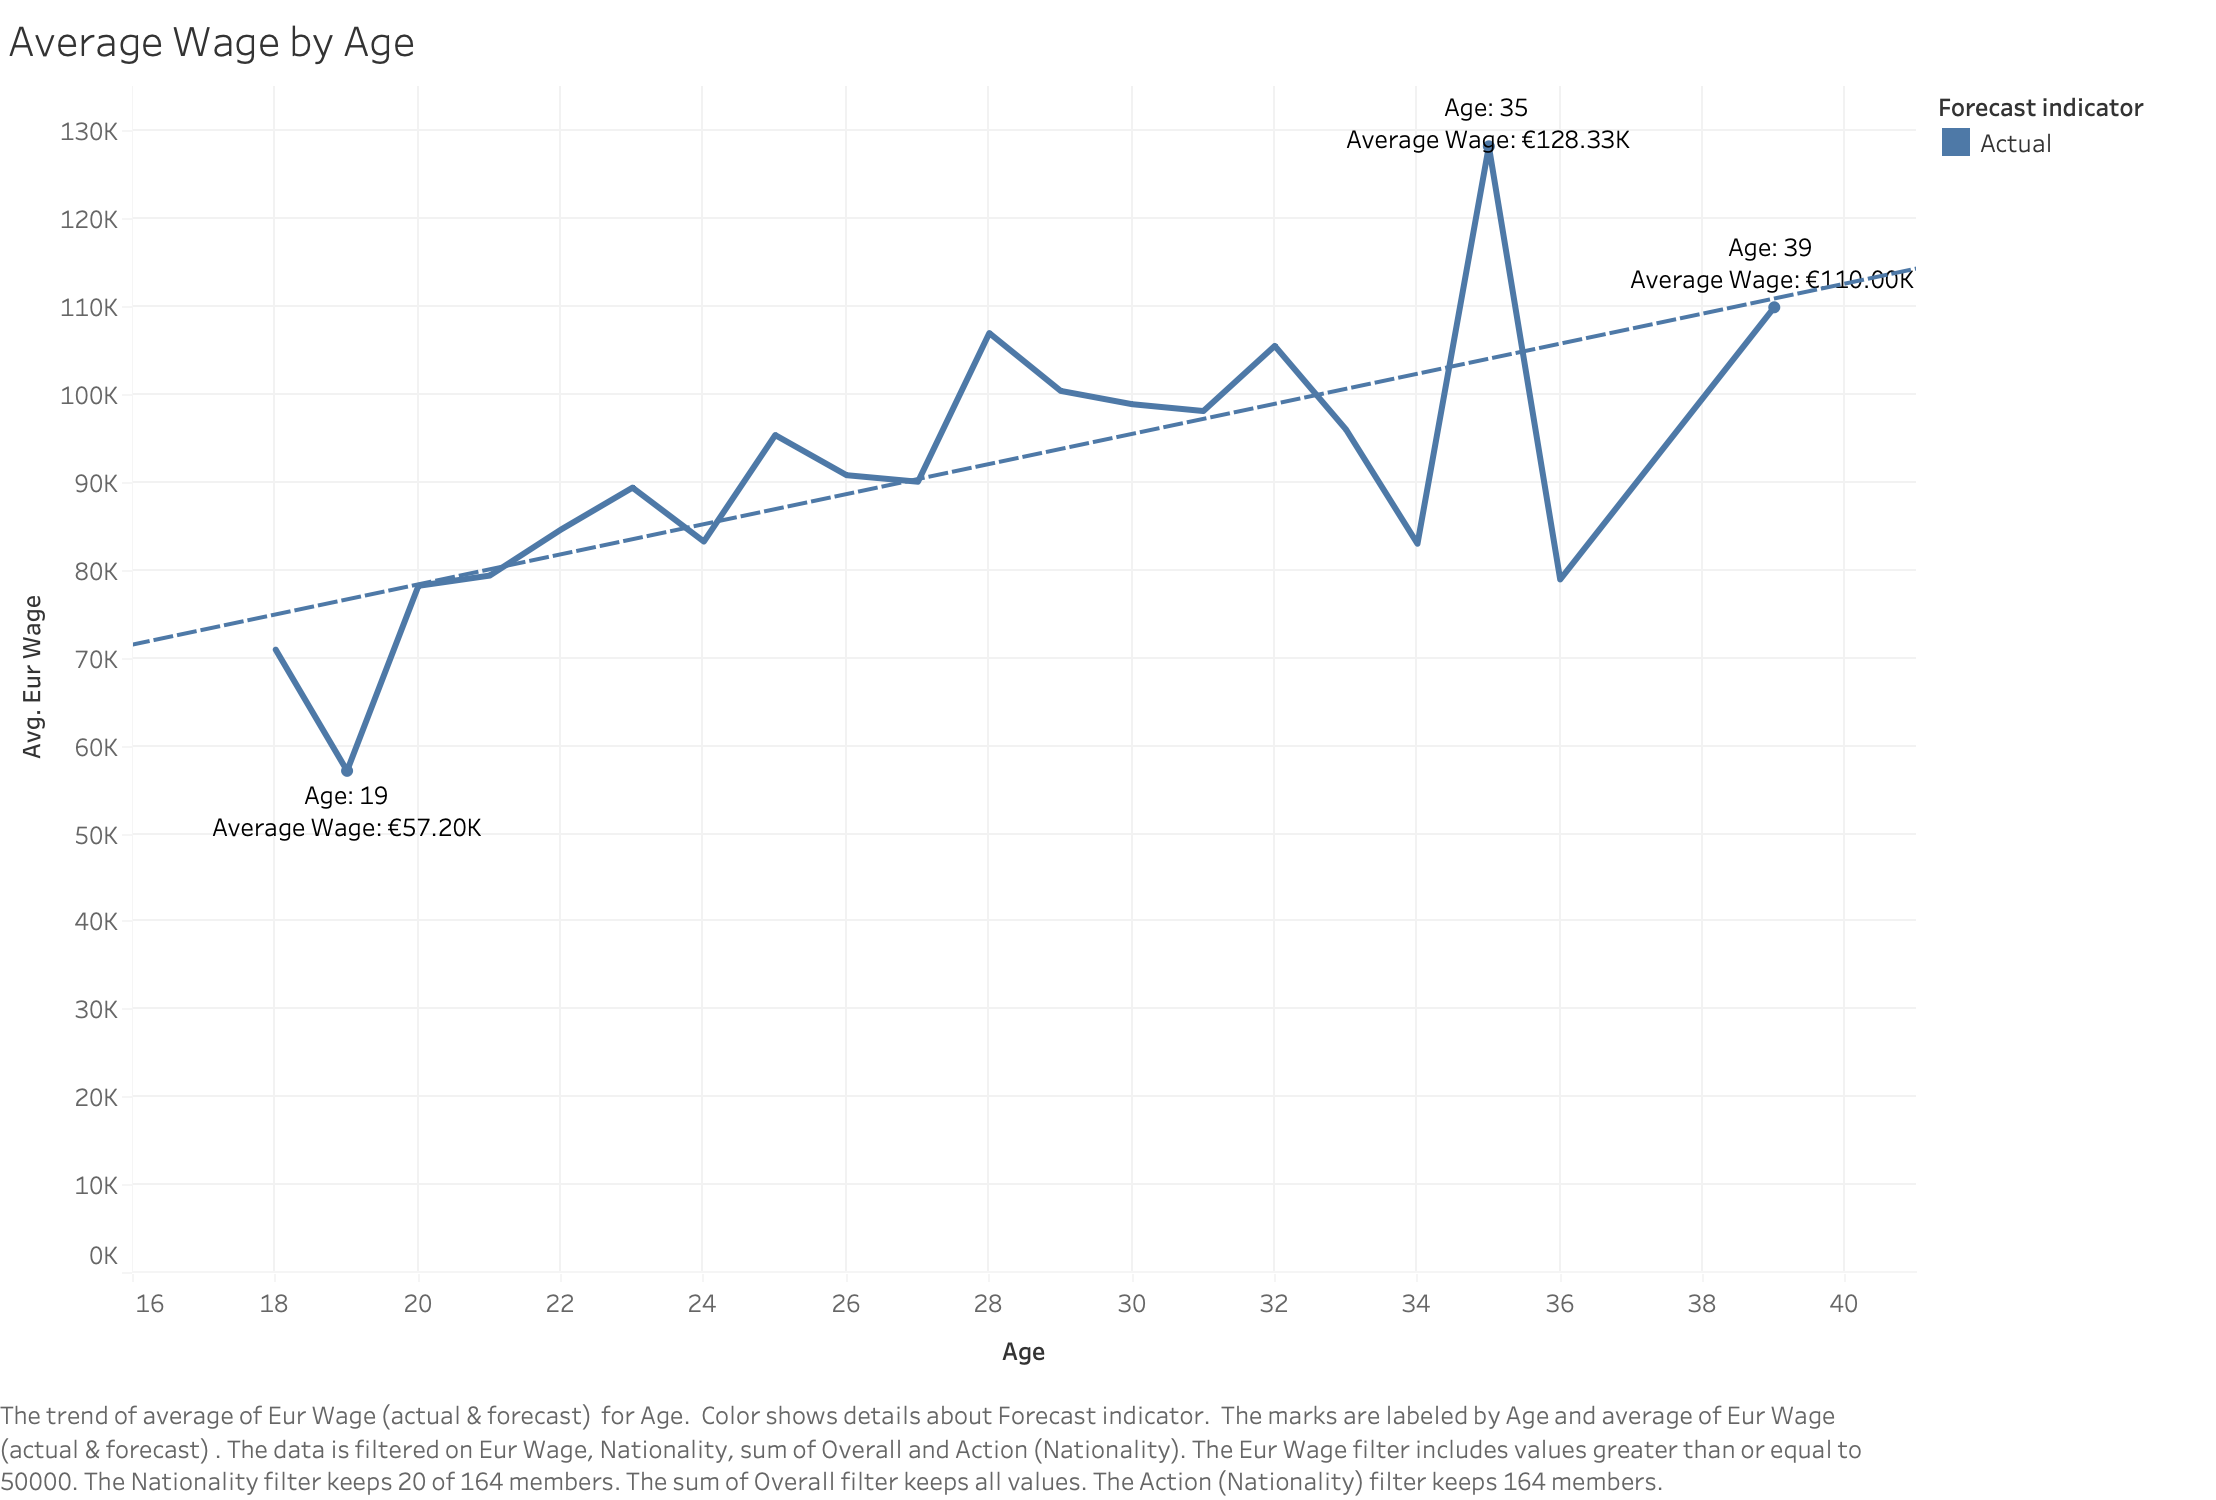 Average Wage by Age
Forecast indicator
Actual
Age: 35
Average Wage: €128.33K
Age: 39
Average Wage: €110.00K
Age: 19
Average Wage: €57.20K
Avg. Eur Wage
130K
120K
110K
100K
90K
80K
70K
60K
50K
40K
30K
20K
10K
0K
16 18 20 22 24 26 28 30 32 34 36 38 40
Age
The trend of average of Eur Wage (actual & forecast)  for Age.  Color shows details about Forecast indicator.  The marks are labeled by Age and average of Eur Wage
(actual & forecast) . The data is filtered on Eur Wage, Nationality, sum of Overall and Action (Nationality). The Eur Wage filter includes values greater than or equal to
50000. The Nationality filter keeps 20 of 164 members. The sum of Overall filter keeps all values. The Action (Nationality) filter keeps 164 members.